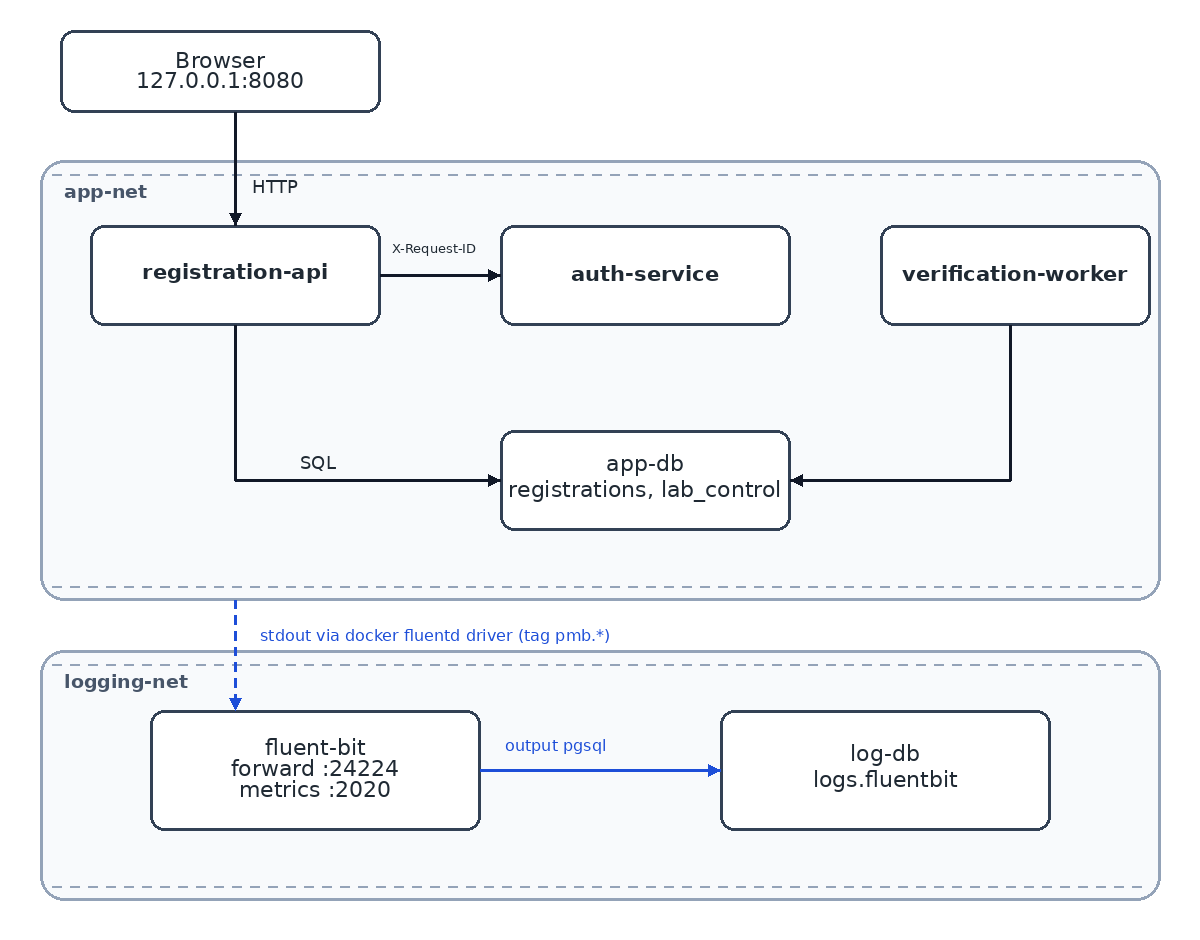 Browser
127.0.0.1:8080
HTTP
app-net
registration-api
X-Request-ID
auth-service
verification-worker
SQL
app-db
registrations, lab_control
stdout via docker fluentd driver (tag pmb.*)
logging-net
fluent-bit
forward :24224
metrics :2020
output pgsql
log-db
logs.fluentbit